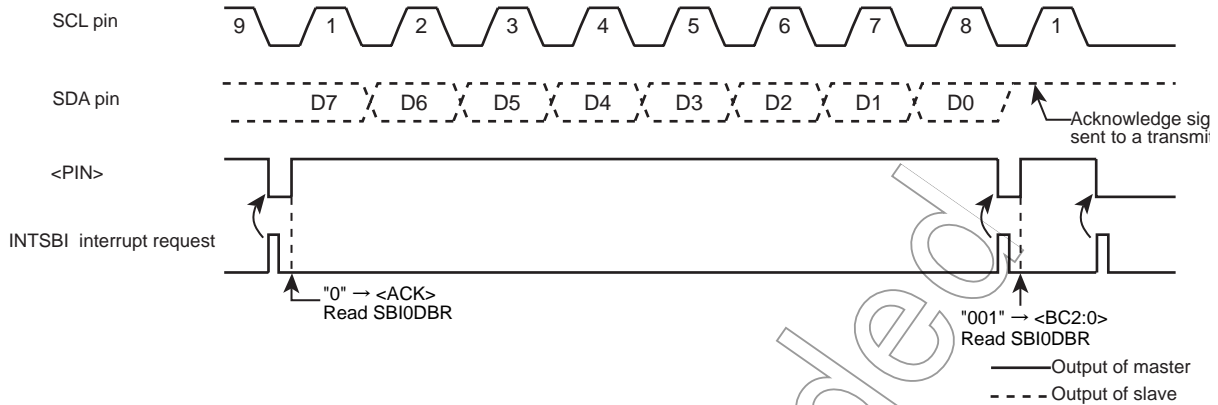 SCL pin 9 1 2 3 4 5 6 7 8 1
SDA pin D7 D6 D5 D4 D3 D2 D1 D0
Acknowledge
sent to a
<PIN>
INTSBI interrupt request
"0" → <ACK>
Read SBI0DBR
"001" → <BC2:0>
Read SBI0DBR
Output of master
Output of slave